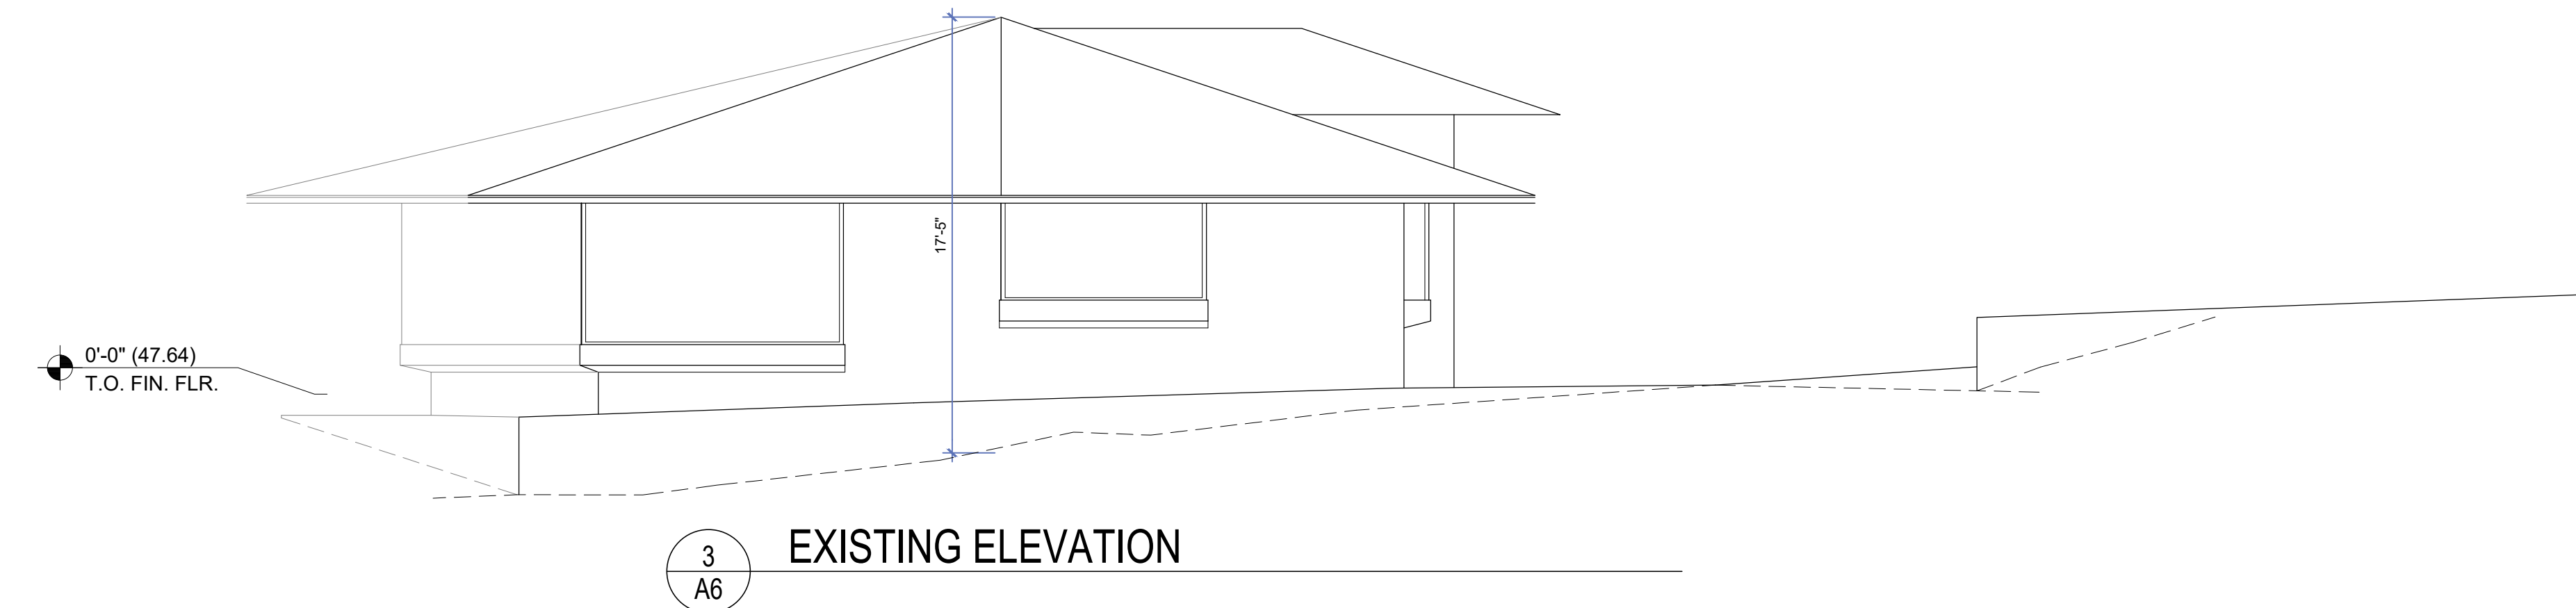 17'-5"
0'-0" (47.64)
T.O. FIN. FLR.
3
A6
EXISTING ELEVATION